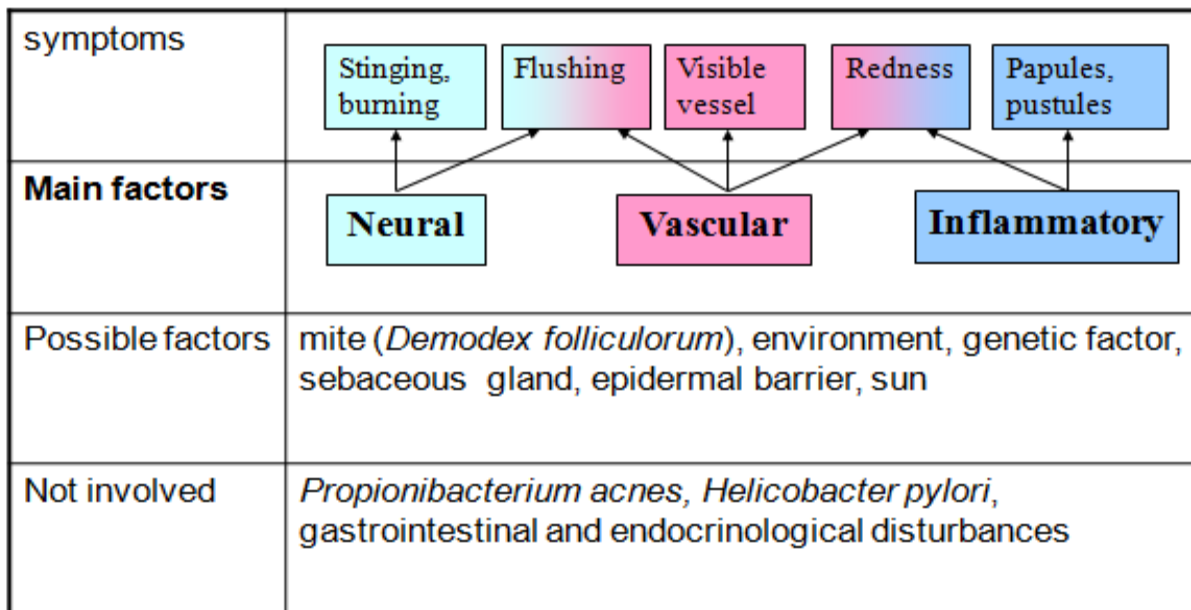 symptoms
Stinging,
burning
Flushing
Visible
vessel
Redness
Papules,
pustules
Main factors
Neural
Vascular
Inflammatory
Possible factors
mite (Demodex folliculorum), environment, genetic factor,
sebaceous gland, epidermal barrier, sun
Not involved
Propionibacterium acnes, Helicobacter pylori,
gastrointestinal and endocrinological disturbances